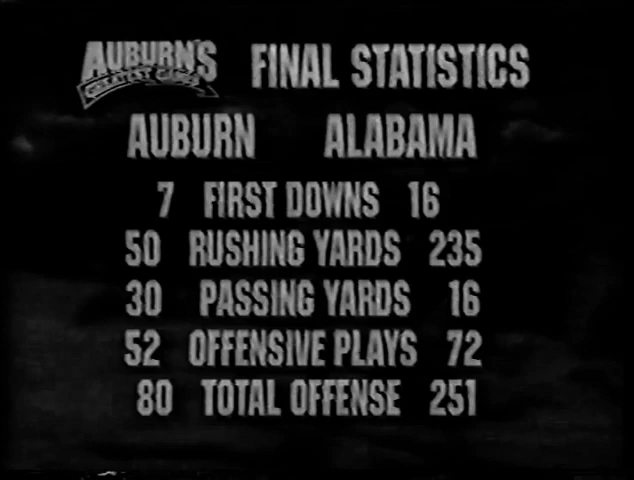 AUBURN'S
GREATEST GAMES
FINAL STATISTICS
AUBURN ALABAMA
7 FIRST DOWNS 16
50 RUSHING YARDS 235
30 PASSING YARDS 16
52 OFFENSIVE PLAYS 72
80 TOTAL OFFENSE 251